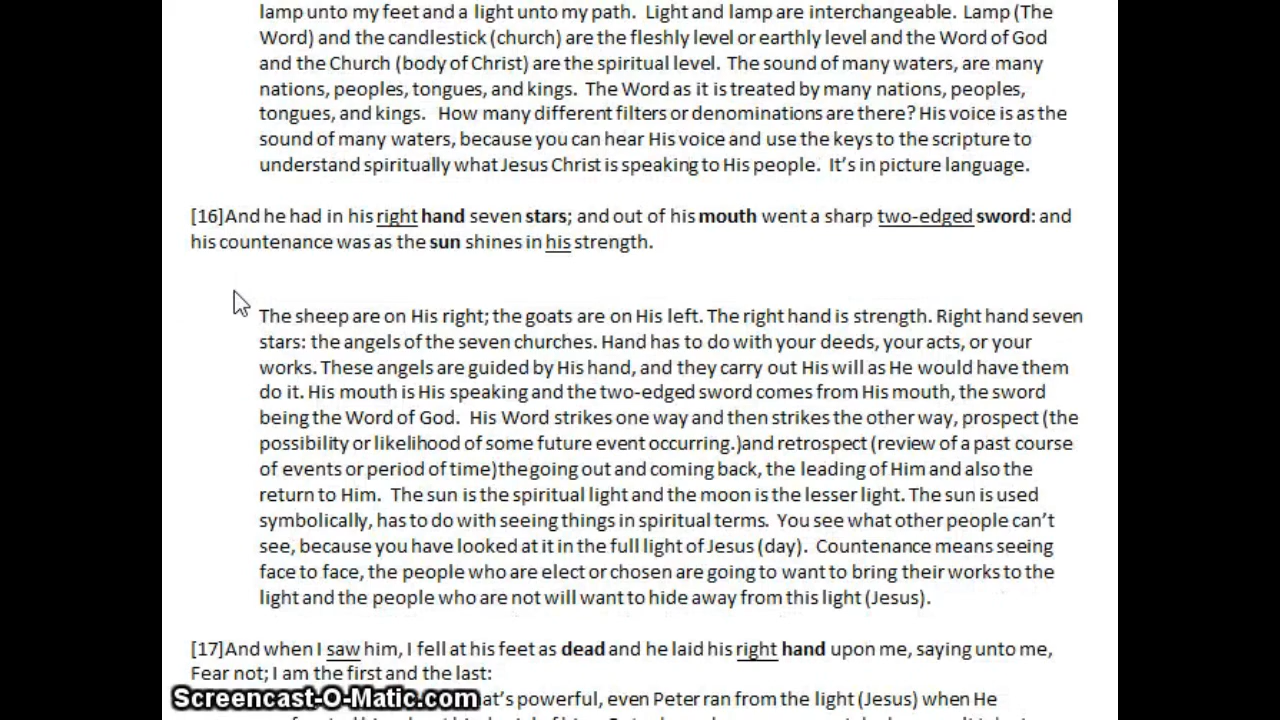 lamp unto my feet and a light unto my path.  Light and lamp are interchangeable. Lamp (The
Word) and the candlestick (church) are the fleshly level or earthly level and the Word of God
and the Church (body of Christ) are the spiritual level.  The sound of many waters, are many
nations, peoples, tongues, and kings.  The Word as it is treated by many nations, peoples,
tongues, and kings.   How many different filters or denominations are there? His voice is as the
sound of many waters, because you can hear His voice and use the keys to the scripture to
understand spiritually what Jesus Christ is speaking to His people.  It's in picture language.
[16]And he had in his right hand seven stars; and out of his mouth went a sharp two-edged sword: and
his countenance was as the sun shines in his strength.
The sheep are on His right; the goats are on His left. The right hand is strength. Right hand seven
stars: the angels of the seven churches. Hand has to do with your deeds, your acts, or your
works. These angels are guided by His hand, and they carry out His will as He would have them
do it. His mouth is His speaking and the two-edged sword comes from His mouth, the sword
being the Word of God.  His Word strikes one way and then strikes the other way, prospect (the
possibility or likelihood of some future event occurring.)and retrospect (review of a past course
of events or period of time)the going out and coming back, the leading of Him and also the
return to Him.  The sun is the spiritual light and the moon is the lesser light. The sun is used
symbolically, has to do with seeing things in spiritual terms.  You see what other people can't
see, because you have looked at it in the full light of Jesus (day).  Countenance means seeing
face to face, the people who are elect or chosen are going to want to bring their works to the
light and the people who are not will want to hide away from this light (Jesus).
[17]And when I saw him, I fell at his feet as dead and he laid his right hand upon me, saying unto me,
Fear not; I am the first and the last:
Screencast-O-Matic.com at's powerful, even Peter ran from the light (Jesus) when He